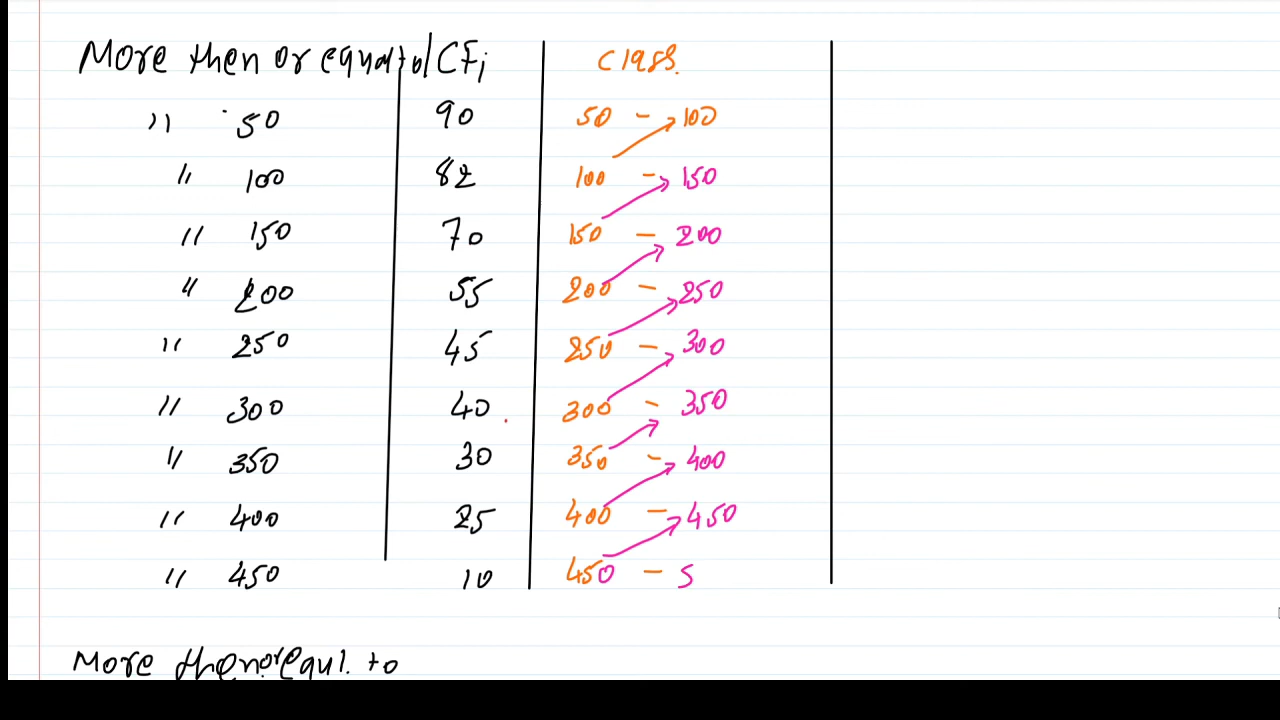 More then or equal to CFi class.
" 50 90 50 - 100
" 100 82 100 - 150
" 150 70 150 - 200
" 200 55 200 - 250
" 250 45 250 - 300
" 300 40 300 - 350
" 350 30 350 - 400
" 400 25 400 - 450
" 450 10 450 - 5
More then or equl. to